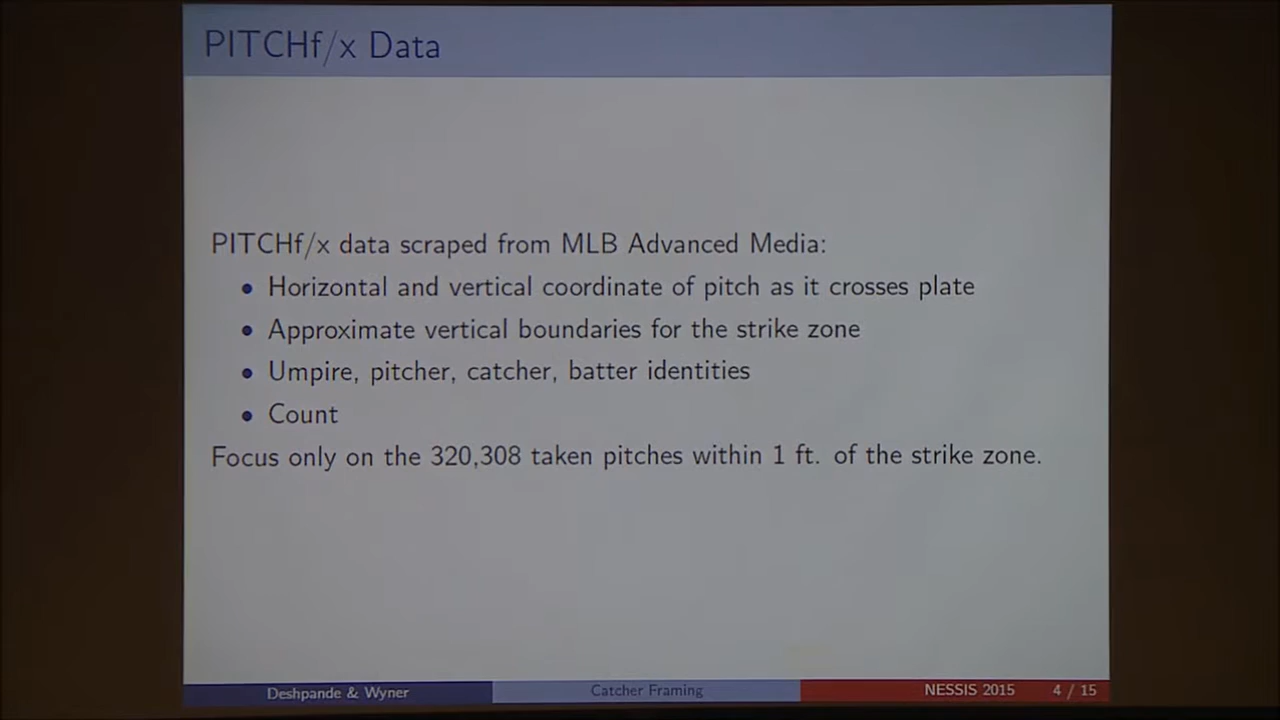 PITCHf/x Data
PITCHf/x data scraped from MLB Advanced Media:
• Horizontal and vertical coordinate of pitch as it crosses plate
• Approximate vertical boundaries for the strike zone
• Umpire, pitcher, catcher, batter identities
• Count
Focus only on the 320,308 taken pitches within 1 ft. of the strike zone.
Deshpande & Wyner Catcher Framing NESSIS 2015 4 / 15